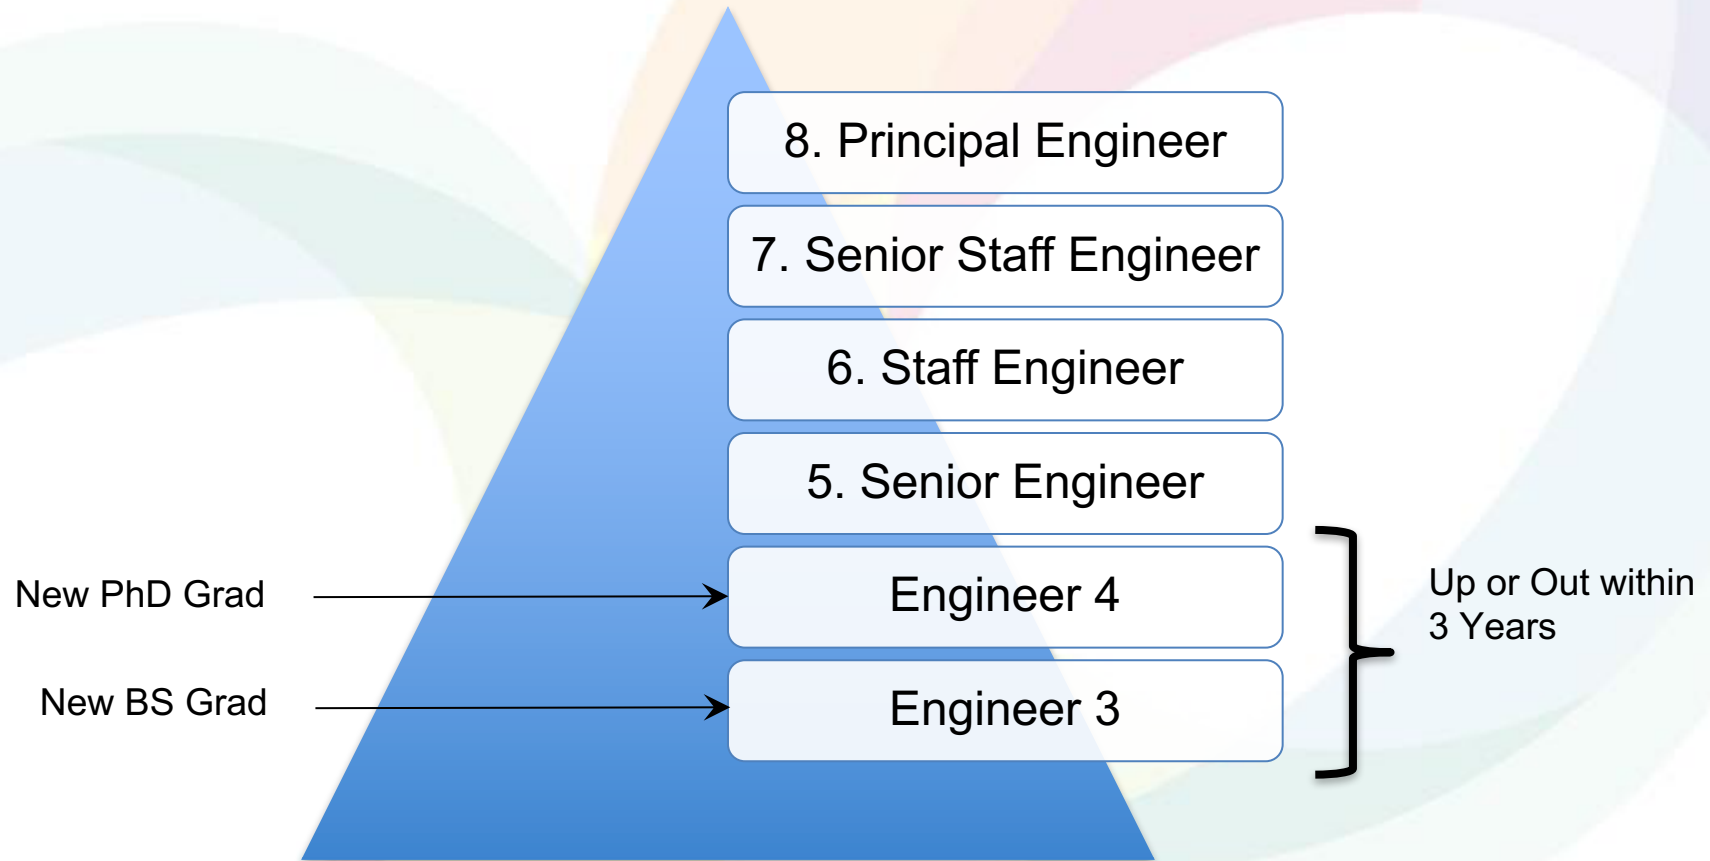 8. Principal Engineer
7. Senior Staff Engineer
6. Staff Engineer
5. Senior Engineer
New PhD Grad
Engineer 4
Up or Out within
3 Years
New BS Grad
Engineer 3